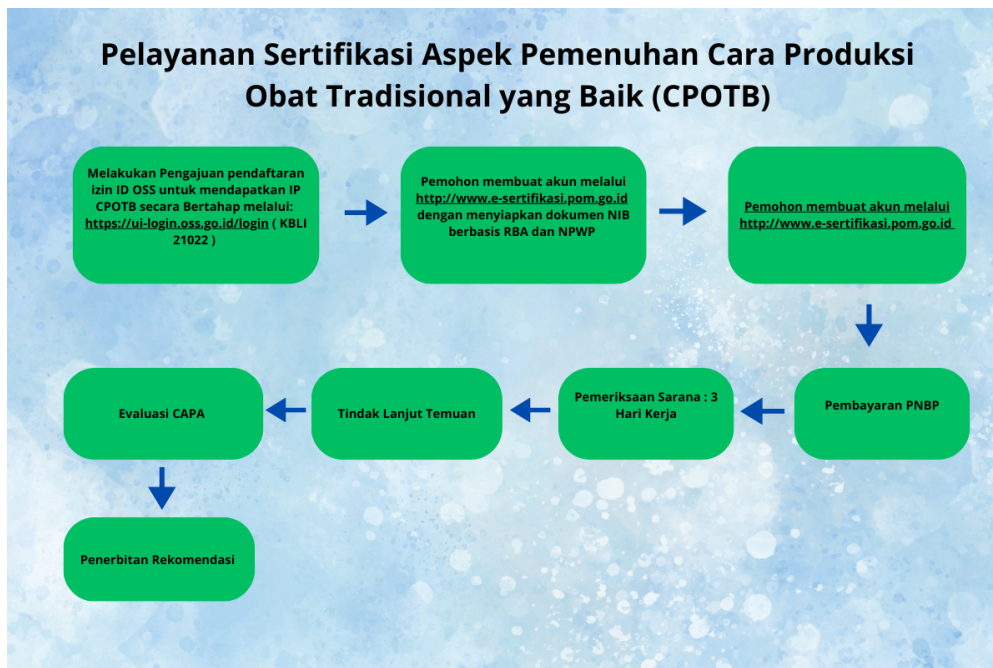 Pelayanan Sertifikasi Aspek Pemenuhan Cara Produksi
Obat Tradisional yang Baik (CPOTB)
Melakukan Pengajuan pendaftaran
izin ID OSS untuk mendapatkan IP
CPOTB secara Bertahap melalui:
https://ui-login.oss.go.id/login ( KBLI
21022 )
Pemohon membuat akun melalui
http://www.e-sertifikasi.pom.go.id
dengan menyiapkan dokumen NIB
berbasis RBA dan NPWP
Pemohon membuat akun melalui
http://www.e-sertifikasi.pom.go.id
Pembayaran PNBP
Pemeriksaan Sarana : 3
Hari Kerja
Tindak Lanjut Temuan
Evaluasi CAPA
Penerbitan Rekomendasi